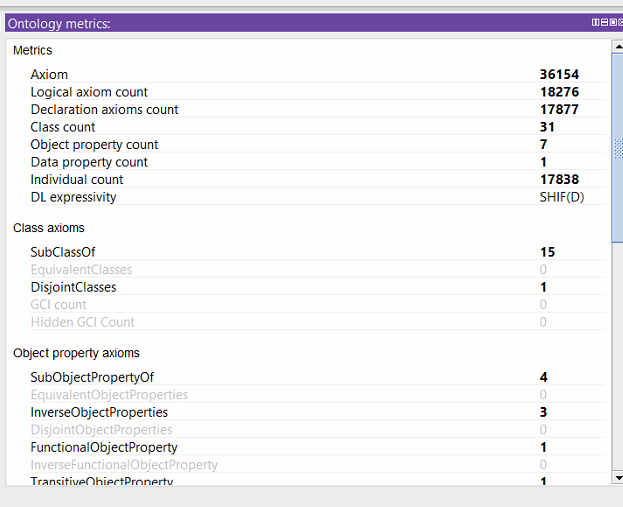 Ontology metrics:
Metrics
Axiom 36154
Logical axiom count 18276
Declaration axioms count 17877
Class count 31
Object property count 7
Data property count 1
Individual count 17838
DL expressivity SHIF(D)
Class axioms
SubClassOf 15
EquivalentClasses 0
DisjointClasses 1
GCI count 0
Hidden GCI Count 0
Object property axioms
SubObjectPropertyOf 4
EquivalentObjectProperties 0
InverseObjectProperties 3
DisjointObjectProperties 0
FunctionalObjectProperty 1
InverseFunctionalObjectProperty 0
TransitiveObjectProperty 1